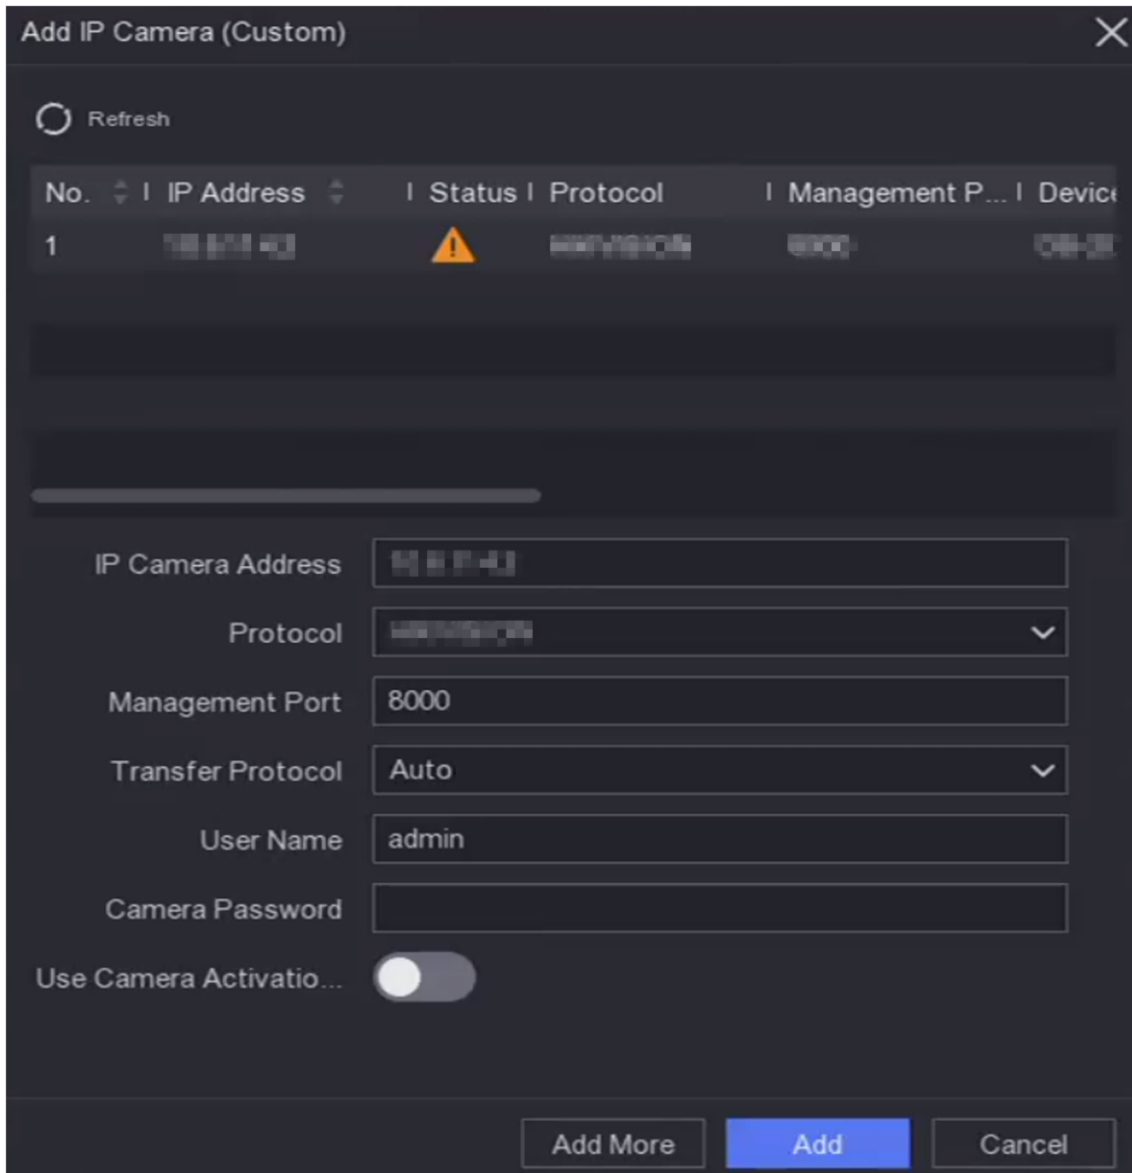 Add IP Camera (Custom)
Refresh
No. IP Address Status Protocol Management P... Device
1
IP Camera Address
Protocol
Management Port 8000
Transfer Protocol Auto
User Name admin
Camera Password
Use Camera Activatio...
Add More Add Cancel